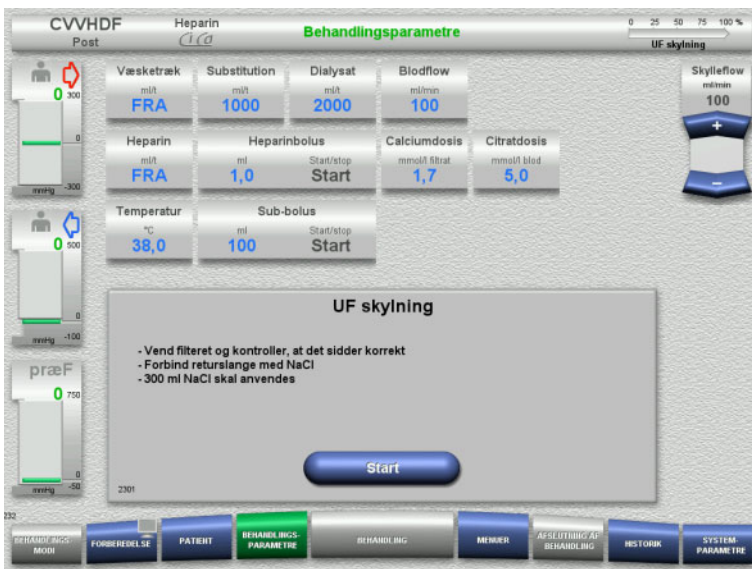 CVVHDF
Post
Heparin
Ci Ca
Behandlingsparametre
0 25 50 75 100 %
UF skylning
0 300
0
mmHg -300
Væsketræk Substitution Dialysat Blodflow
ml/t ml/t ml/t ml/min
FRA 1000 2000 100
Skylleflow
ml/min
100
+
–
Heparin Heparinbolus Calciumdosis Citratdosis
ml/t ml Start/stop mmol/l filtrat mmol/l blod
FRA 1,0 Start 1,7 5,0
Temperatur Sub-bolus
°C ml Start/stop
38,0 100 Start
0 500
0
mmHg -100
præF
0 750
0
mmHg -50
UF skylning
- Vend filteret og kontroller, at det sidder korrekt
- Forbind returslange med NaCl
- 300 ml NaCl skal anvendes
Start
2301
232
BEHANDLINGS-
MODI
FORBEREDELSE
PATIENT
BEHANDLINGS-
PARAMETRE
BEHANDLING
MENUER
AFSLUTNING AF
BEHANDLING
HISTORIK
SYSTEM-
PARAMETRE